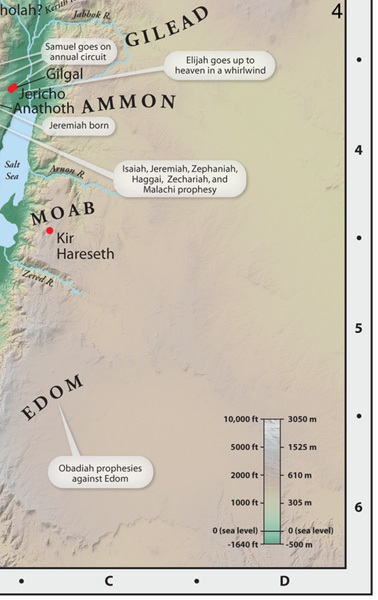 holah?
Kerith R.
Jabbok R.
4
GILEAD
Samuel goes on
annual circuit
Elijah goes up to
heaven in a whirlwind
Gilgal
Jericho
Anathoth
AMMON
Jeremiah born
4
Salt
Sea
Arnon R.
Isaiah, Jeremiah, Zephaniah,
Haggai, Zechariah, and
Malachi prophesy
MOAB
Kir
Hareseth
Zered R.
5
EDOM
10,000 ft 3050 m
5000 ft 1525 m
2000 ft 610 m
1000 ft 305 m
0 (sea level) 0 (sea level)
-1640 ft -500 m
Obadiah prophesies
against Edom
6
C D